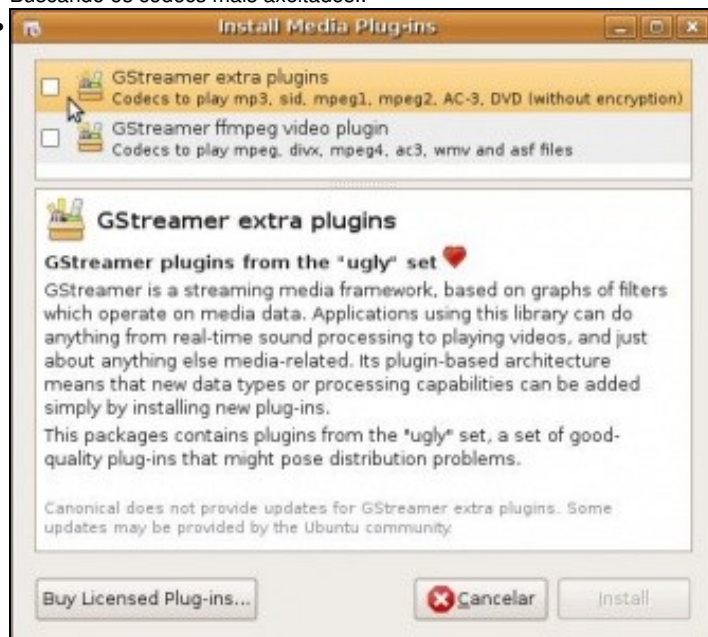 Buscando os codecs mais axeitados..
Install Media Plug-ins
GStreamer extra plugins
Codecs to play mp3, sid, mpeg1, mpeg2, AC-3, DVD (without encryption)
GStreamer ffmpeg video plugin
Codecs to play mpeg, divx, mpeg4, ac3, wmv and asf files
GStreamer extra plugins
GStreamer plugins from the "ugly" set
GStreamer is a streaming media framework, based on graphs of filters
which operate on media data. Applications using this library can do
anything from real-time sound processing to playing videos, and just
about anything else media-related. Its plugin-based architecture
means that new data types or processing capabilities can be added
simply by installing new plug-ins.
This packages contains plugins from the "ugly" set, a set of good-
quality plug-ins that might pose distribution problems.
Canonical does not provide updates for GStreamer extra plugins. Some
updates may be provided by the Ubuntu community.
Buy Licensed Plug-ins...
Cancelar
Install